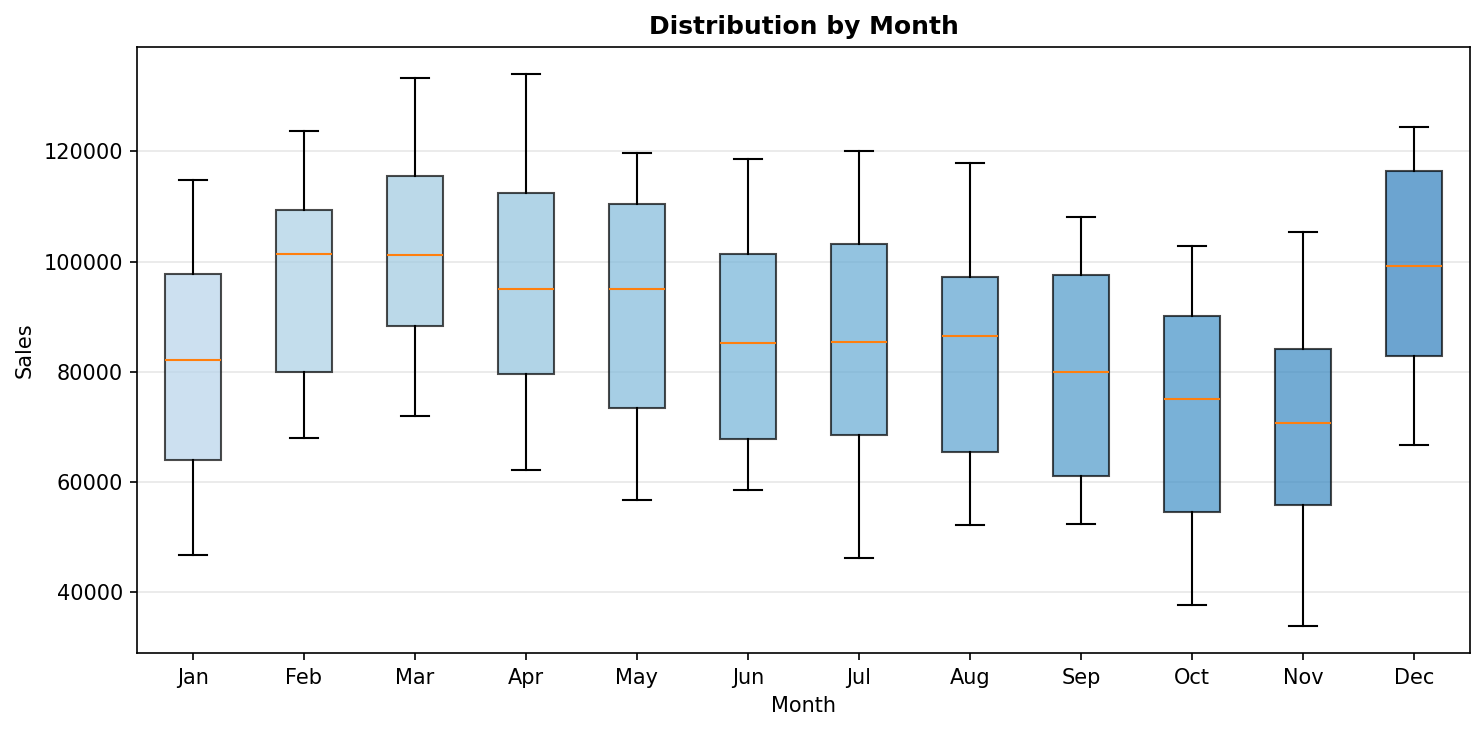 Distribution by Month
Sales
120000
100000
80000
60000
40000
Jan Feb Mar Apr May Jun Jul Aug Sep Oct Nov Dec
Month